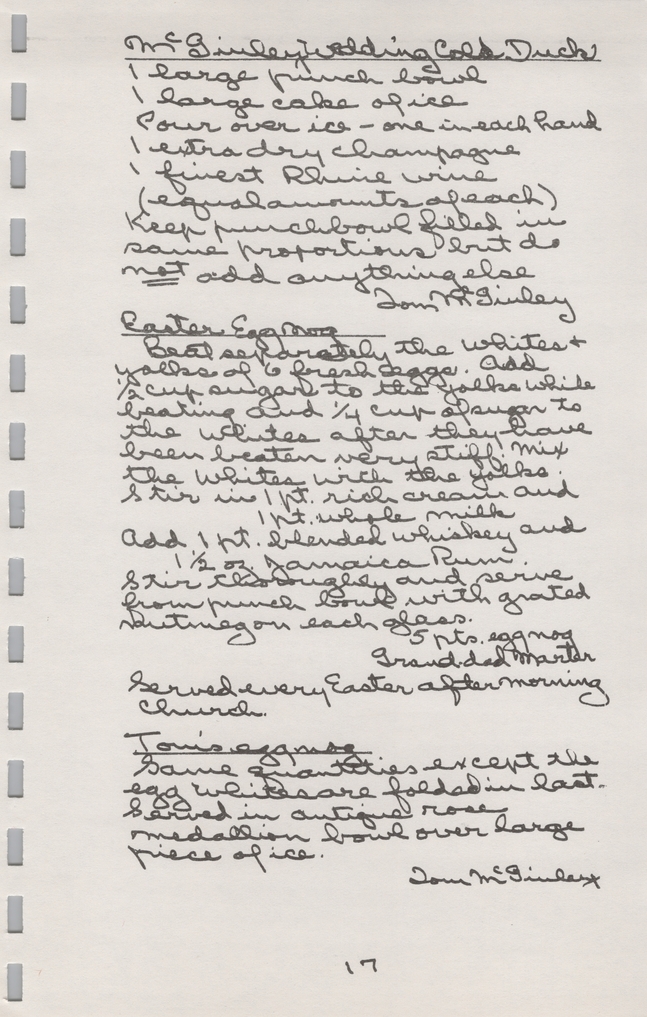 McGinley Wedding Cold Duck
1 large punch bowl
1 large cake of ice
Pour over ice - one in each hand
1 extra dry champagne
1 finest Rhine wine
(equal amounts of each)
Keep punchbowl filled in
same proportions but do
not add anything else
Tom McGinley
Easter Eggnog
Beat separately the whites +
yolks of 6 fresh eggs. Add
1/2 cup sugar to the yolks while
beating and 1/4 cup of sugar to
the whites after they have
been beaten very stiff. Mix
the whites with the yolks.
Stir in 1 pt. rich cream and
1 pt. whole milk
Add 1 pt. blended whiskey and
1 1/2 oz. Jamaica Rum.
Stir thoroughly and serve
from punch bowl with grated
nutmeg on each glass.
5 pts. eggnog
Grand-dad Marter
Served every Easter after morning
church.
Tom's eggnog
Same quantities except the
egg whites are folded in last.
Served in antique rose
medallion bowl over large
piece of ice.
Tom McGinley
17